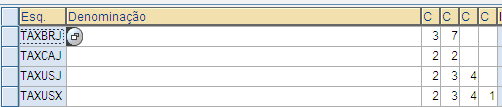 Esq. Denominação C C C C
TAXBRJ 3 7
TAXCAJ 2 2
TAXUSJ 2 3 4
TAXUSX 2 3 4 1